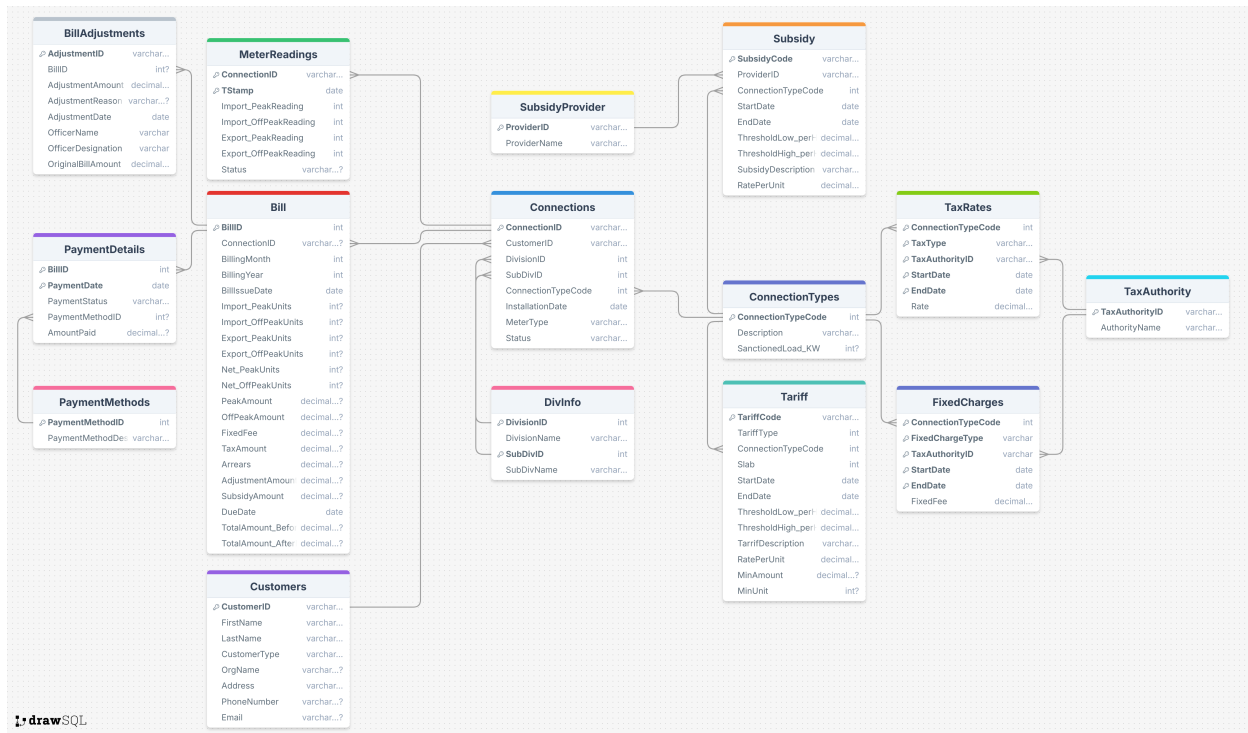 BillAdjustments
AdjustmentID varchar...
BillID int?
AdjustmentAmount decimal...
AdjustmentReason varchar...?
AdjustmentDate date
OfficerName varchar
OfficerDesignation varchar
OriginalBillAmount decimal...
MeterReadings
ConnectionID varchar...
TStamp date
Import_PeakReading int
Import_OffPeakReading int
Export_PeakReading int
Export_OffPeakReading int
Status varchar...?
SubsidyProvider
ProviderID varchar...
ProviderName varchar...
Subsidy
SubsidyCode varchar...
ProviderID varchar...
ConnectionTypeCode int
StartDate date
EndDate date
ThresholdLow_perH decimal...
ThresholdHigh_perH decimal...
SubsidyDescription varchar...
RatePerUnit decimal...
PaymentDetails
BillID int
PaymentDate date
PaymentStatus varchar...
PaymentMethodID int?
AmountPaid decimal...?
PaymentMethods
PaymentMethodID int
PaymentMethodDes varchar...
Bill
BillID int
ConnectionID varchar...?
BillingMonth int
BillingYear int
BillIssueDate date
Import_PeakUnits int?
Import_OffPeakUnits int?
Export_PeakUnits int?
Export_OffPeakUnits int?
Net_PeakUnits int?
Net_OffPeakUnits int?
PeakAmount decimal...?
OffPeakAmount decimal...?
FixedFee decimal...?
TaxAmount decimal...?
Arrears decimal...?
AdjustmentAmoun decimal...?
SubsidyAmount decimal...?
DueDate date
TotalAmount_Befo decimal...?
TotalAmount_After decimal...?
Customers
CustomerID varchar...
FirstName varchar...
LastName varchar...
CustomerType varchar...
OrgName varchar...?
Address varchar...
PhoneNumber varchar...?
Email varchar...?
Connections
ConnectionID varchar...
CustomerID varchar...
DivisionID int
SubDivID int
ConnectionTypeCode int
InstallationDate date
MeterType varchar...
Status varchar...
DivInfo
DivisionID int
DivisionName varchar...
SubDivID int
SubDivName varchar...
ConnectionTypes
ConnectionTypeCode int
Description varchar...
SanctionedLoad_KW int?
Tariff
TariffCode varchar...
TariffType int
ConnectionTypeCode int
Slab int
StartDate date
EndDate date
ThresholdLow_perH decimal...
ThresholdHigh_perH decimal...
TarrifDescription varchar...
RatePerUnit decimal...
MinAmount decimal...?
MinUnit int?
TaxRates
ConnectionTypeCode int
TaxType varchar...
TaxAuthorityID varchar...
StartDate date
EndDate date
Rate decimal...
FixedCharges
ConnectionTypeCode int
FixedChargeType varchar
TaxAuthorityID varchar
StartDate date
EndDate date
FixedFee decimal...
TaxAuthority
TaxAuthorityID varchar...
AuthorityName varchar...
drawSQL